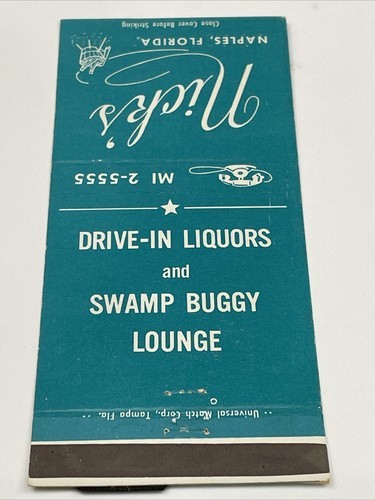 Close Cover Before Striking
NAPLES, FLORIDA
Nick's
MI 2-5555
DRIVE-IN LIQUORS
and
SWAMP BUGGY
LOUNGE
©
·· Universal Match Corp., Tampa Fla. ··